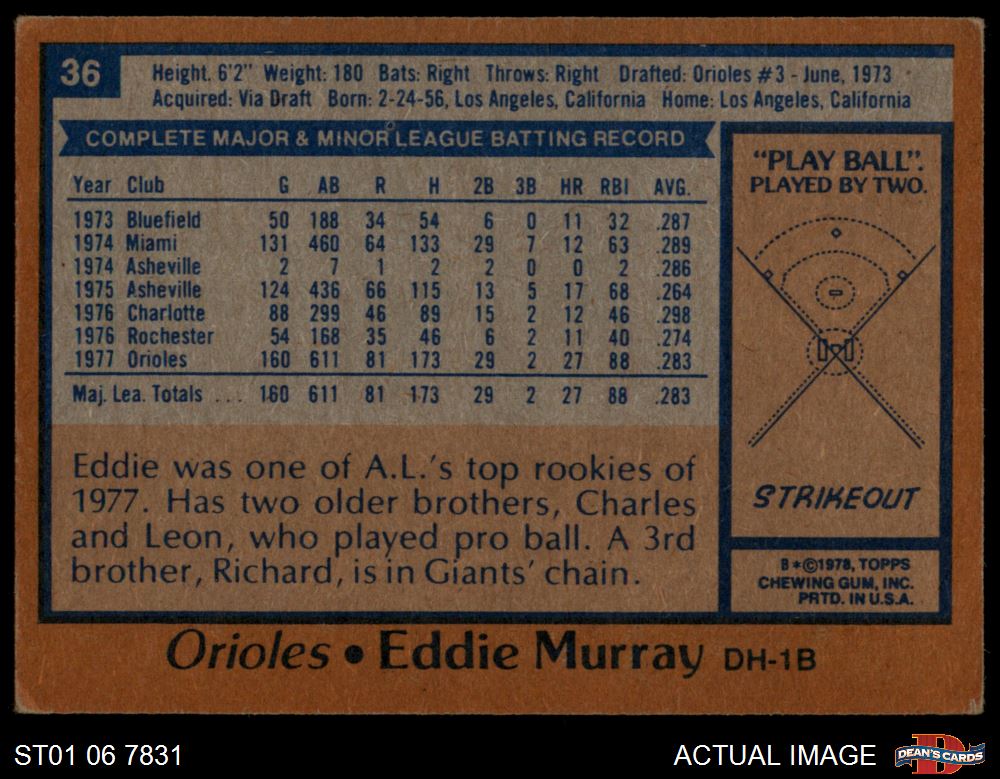 36
Height. 6'2" Weight: 180 Bats: Right Throws: Right Drafted: Orioles #3 - June, 1973
Acquired: Via Draft Born: 2-24-56, Los Angeles, California Home: Los Angeles, California
COMPLETE MAJOR & MINOR LEAGUE BATTING RECORD
Year Club G AB R H 2B 3B HR RBI AVG.
1973 Bluefield 50 188 34 54 6 0 11 32 .287
1974 Miami 131 460 64 133 29 7 12 63 .289
1974 Asheville 2 7 1 2 2 0 0 2 .286
1975 Asheville 124 436 66 115 13 5 17 68 .264
1976 Charlotte 88 299 46 89 15 2 12 46 .298
1976 Rochester 54 168 35 46 6 2 11 40 .274
1977 Orioles 160 611 81 173 29 2 27 88 .283
Maj. Lea. Totals ... 160 611 81 173 29 2 27 88 .283
Eddie was one of A.L.'s top rookies of
1977. Has two older brothers, Charles
and Leon, who played pro ball. A 3rd
brother, Richard, is in Giants' chain.
"PLAY BALL".
PLAYED BY TWO.
STRIKEOUT
B*©1978, TOPPS
CHEWING GUM, INC.
PRTD. IN U.S.A.
Orioles • Eddie Murray DH-1B
ST01 06 7831
ACTUAL IMAGE
DEAN'S CARDS